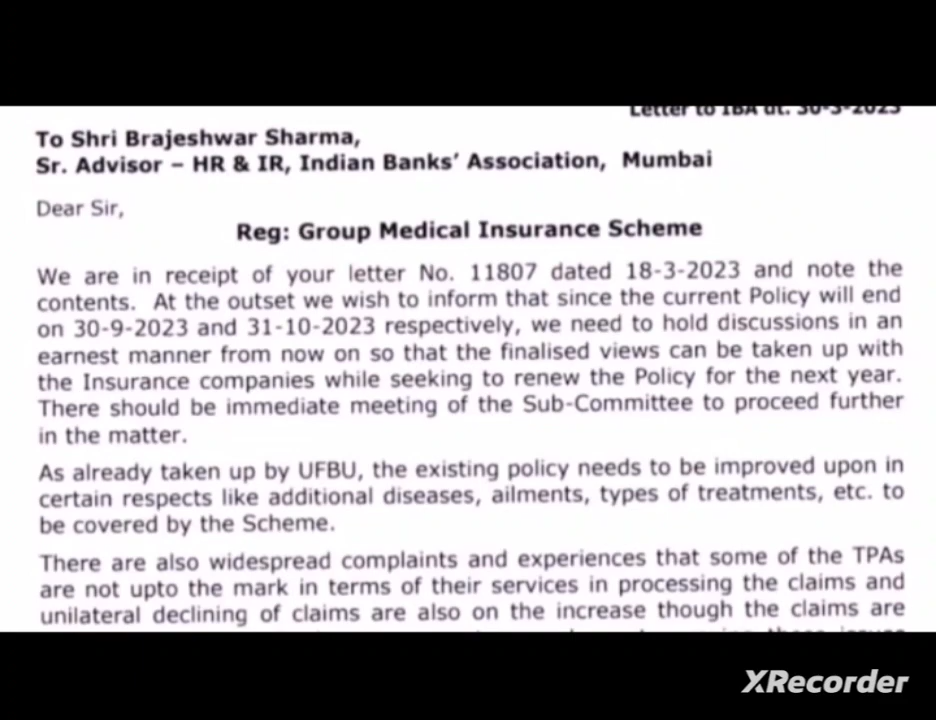 Letter to IBA dt. 30-3-2023
To Shri Brajeshwar Sharma,
Sr. Advisor – HR & IR, Indian Banks' Association, Mumbai
Dear Sir,
Reg: Group Medical Insurance Scheme
We are in receipt of your letter No. 11807 dated 18-3-2023 and note the
contents. At the outset we wish to inform that since the current Policy will end
on 30-9-2023 and 31-10-2023 respectively, we need to hold discussions in an
earnest manner from now on so that the finalised views can be taken up with
the Insurance companies while seeking to renew the Policy for the next year.
There should be immediate meeting of the Sub-Committee to proceed further
in the matter.
As already taken up by UFBU, the existing policy needs to be improved upon in
certain respects like additional diseases, ailments, types of treatments, etc. to
be covered by the Scheme.
There are also widespread complaints and experiences that some of the TPAs
are not upto the mark in terms of their services in processing the claims and
unilateral declining of claims are also on the increase though the claims are
these issues
XRecorder